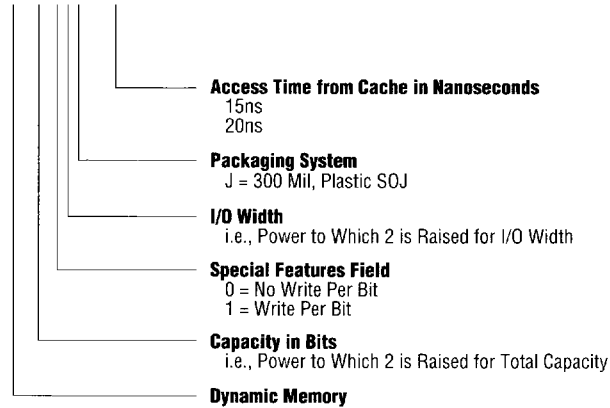 Access Time from Cache in Nanoseconds
15ns
20ns
Packaging System
J = 300 Mil, Plastic SOJ
I/O Width
i.e., Power to Which 2 is Raised for I/O Width
Special Features Field
0 = No Write Per Bit
1 = Write Per Bit
Capacity in Bits
i.e., Power to Which 2 is Raised for Total Capacity
Dynamic Memory